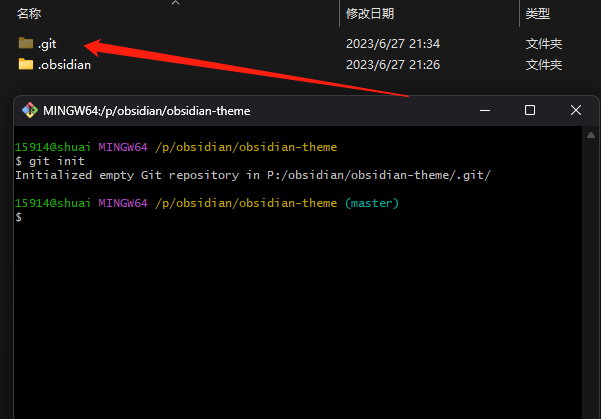 名称 修改日期 类型
.git 2023/6/27 21:34 文件夹
.obsidian 2023/6/27 21:26 文件夹
MINGW64:/p/obsidian/obsidian-theme
15914@shuai MINGW64 /p/obsidian/obsidian-theme
$ git init
Initialized empty Git repository in P:/obsidian/obsidian-theme/.git/
15914@shuai MINGW64 /p/obsidian/obsidian-theme (master)
$